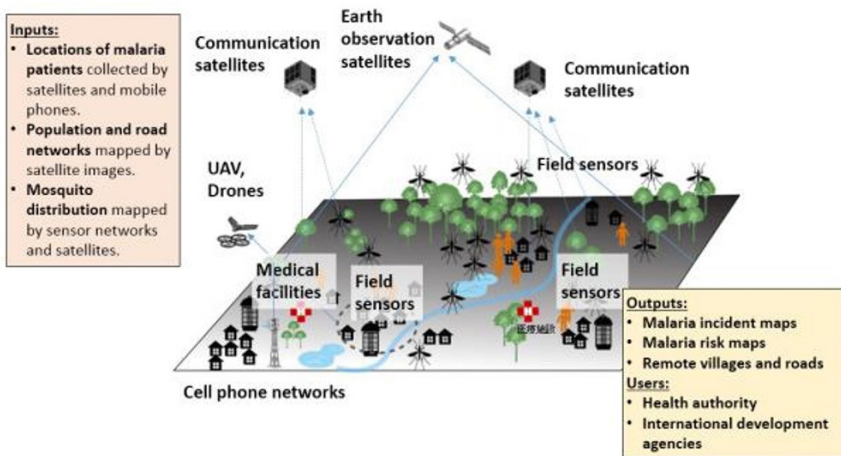 Inputs:
• Locations of malaria
patients collected by
satellites and mobile
phones.
• Population and road
networks mapped by
satellite images.
• Mosquito
distribution mapped
by sensor networks
and satellites.
Communication
satellites
Earth
observation
satellites
Communication
satellites
UAV,
Drones
Field sensors
Medical
facilities
Field
sensors
Field
sensors
H
H
Cell phone networks
Outputs:
• Malaria incident maps
• Malaria risk maps
• Remote villages and roads
Users:
• Health authority
• International development
agencies